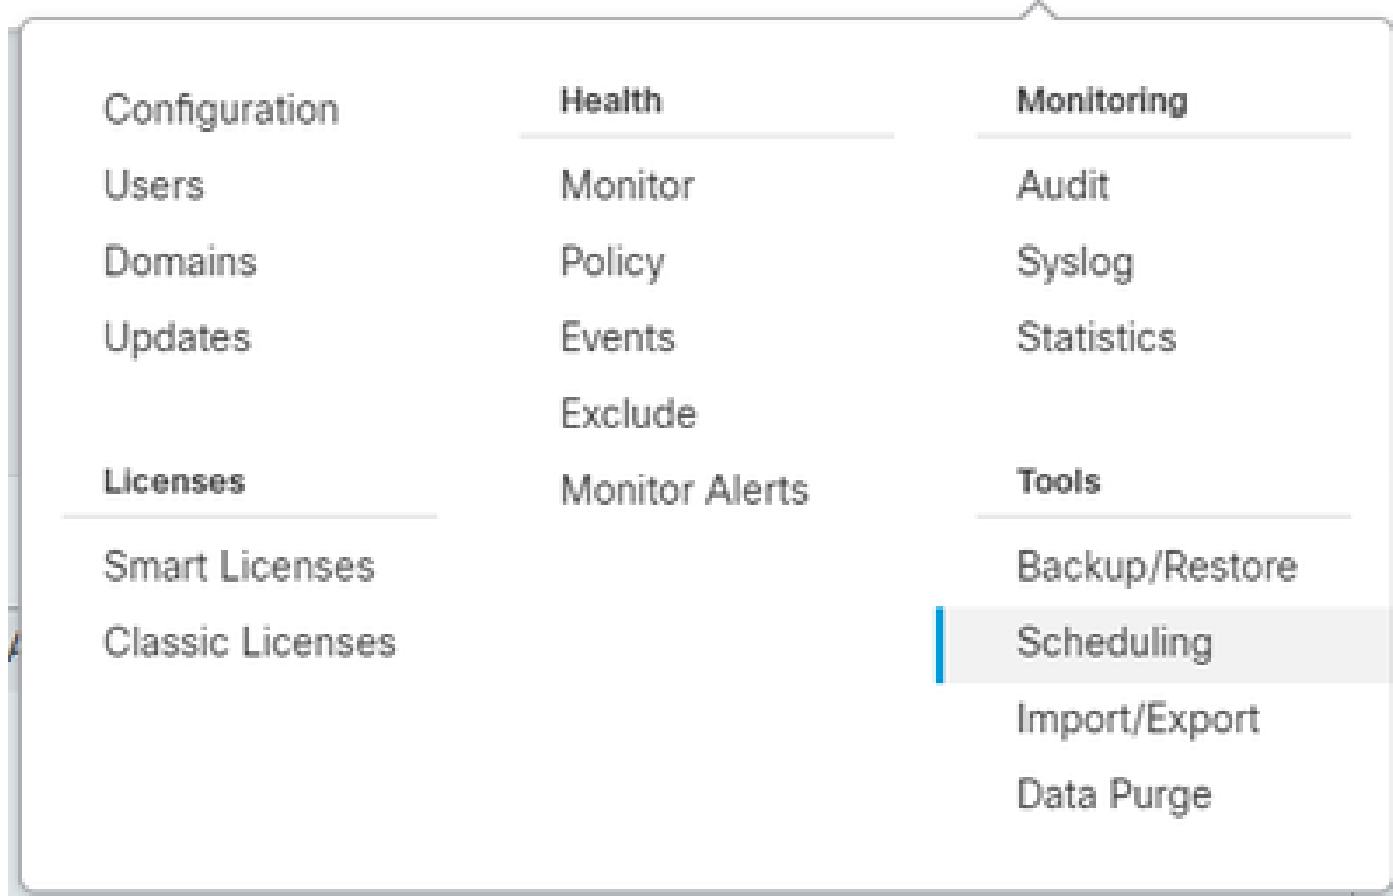 Configuration
Users
Domains
Updates
Licenses
Smart Licenses
Classic Licenses
Health
Monitor
Policy
Events
Exclude
Monitor Alerts
Monitoring
Audit
Syslog
Statistics
Tools
Backup/Restore
Scheduling
Import/Export
Data Purge